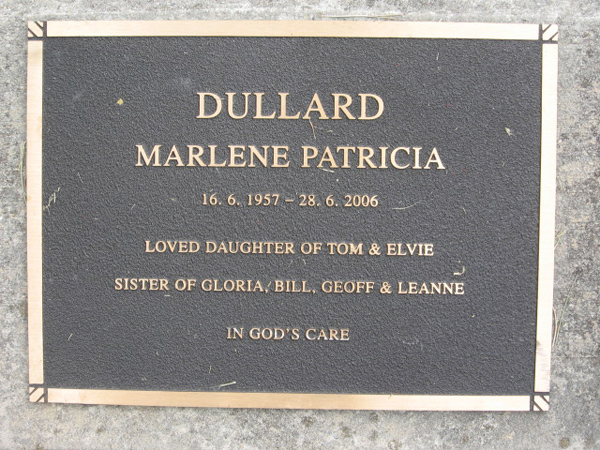 DULLARD
MARLENE PATRICIA
16. 6. 1957 – 28. 6. 2006
LOVED DAUGHTER OF TOM & ELVIE
SISTER OF GLORIA, BILL, GEOFF & LEANNE
IN GOD'S CARE